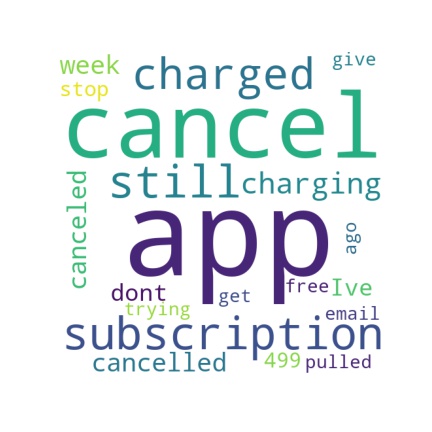 week
give
charged
stop
cancel
still
charging
canceled
app
ago
dont
get
free
Ive
trying
email
subscription
cancelled
499
pulled